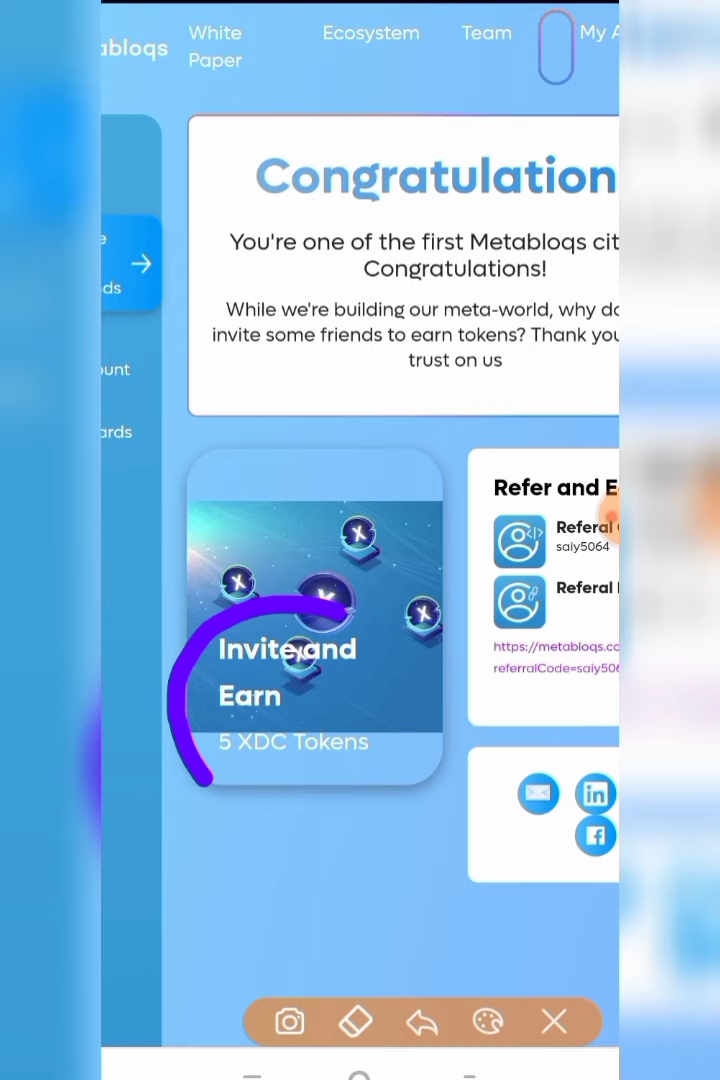 abloqs
White
Paper
Ecosystem
Team
My A
e
ds
ount
ards
Congratulation
You're one of the first Metabloqs cit
Congratulations!
While we're building our meta-world, why do
invite some friends to earn tokens? Thank you
trust on us
Invite and
Earn
5 XDC Tokens
Refer and E
Referal
saiy5064
Referal
https://metabloqs.co
referralCode=saiy506
in